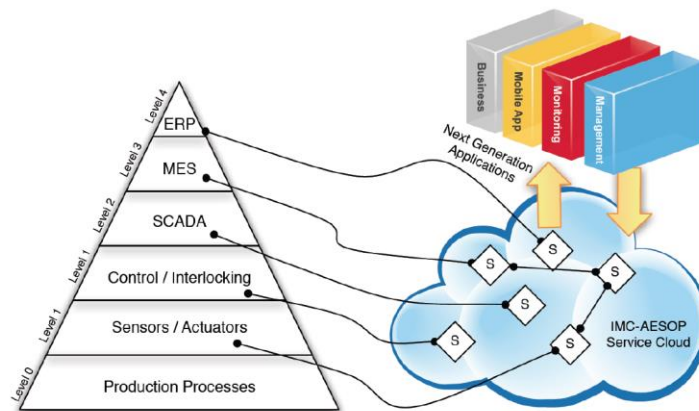 Business
Mobile App
Monitoring
Management
Next Generation
Applications
Level 4
ERP
Level 3
MES
Level 2
SCADA
Level 1
Control / Interlocking
Level 1
Sensors / Actuators
Level 0
Production Processes
S
S
S
S
S
S
IMC-AESOP
Service Cloud